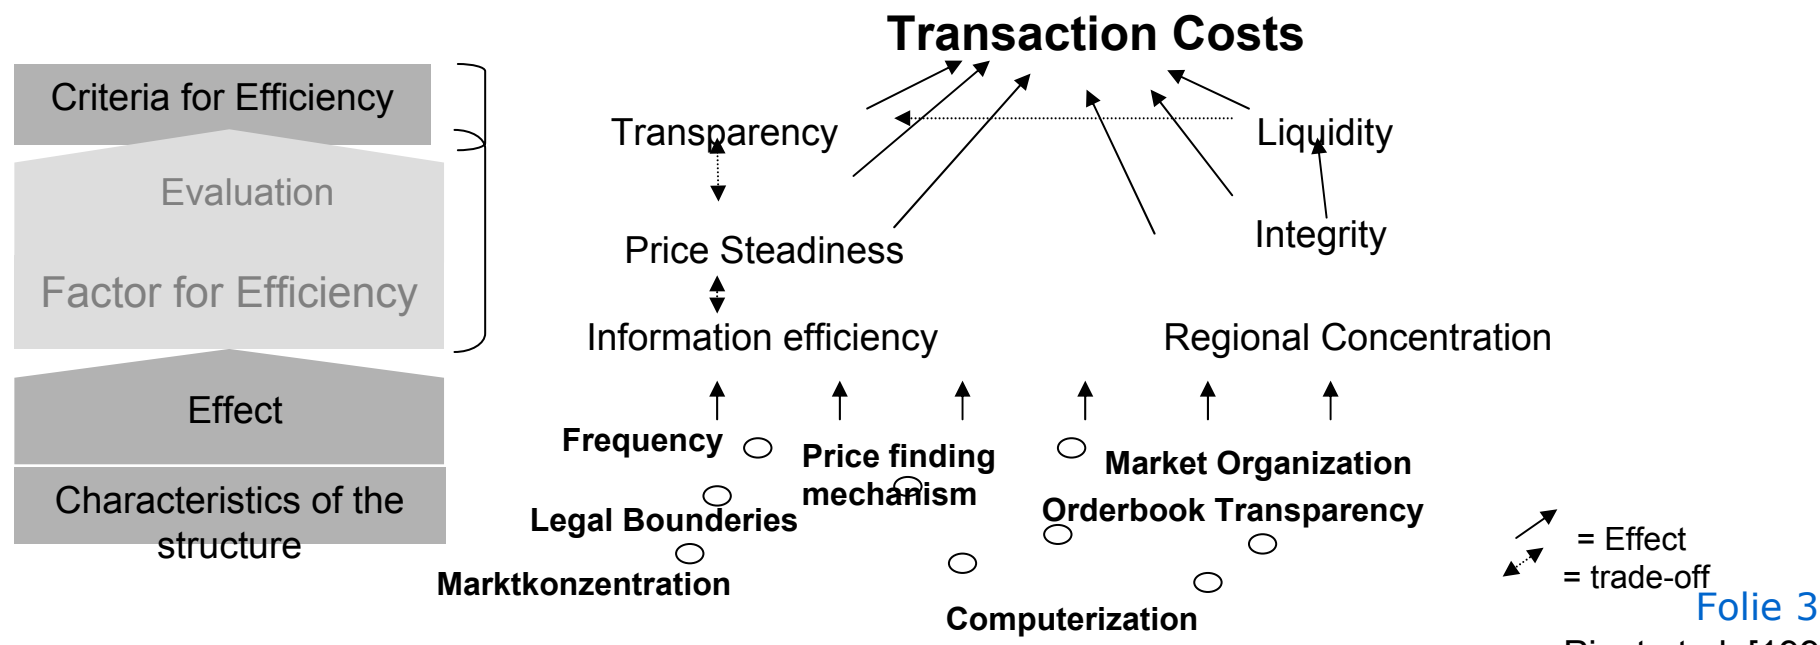 Transaction Costs
Criteria for Efficiency
Transparency
Liquidity
Evaluation
Price Steadiness
Integrity
Factor for Efficiency
Information efficiency
Regional Concentration
Effect
Frequency
Price finding
mechanism
Market Organization
Characteristics of the
structure
Legal Bounderies
Orderbook Transparency
Marktkonzentration
Computerization
= Effect
= trade-off
Folie 3